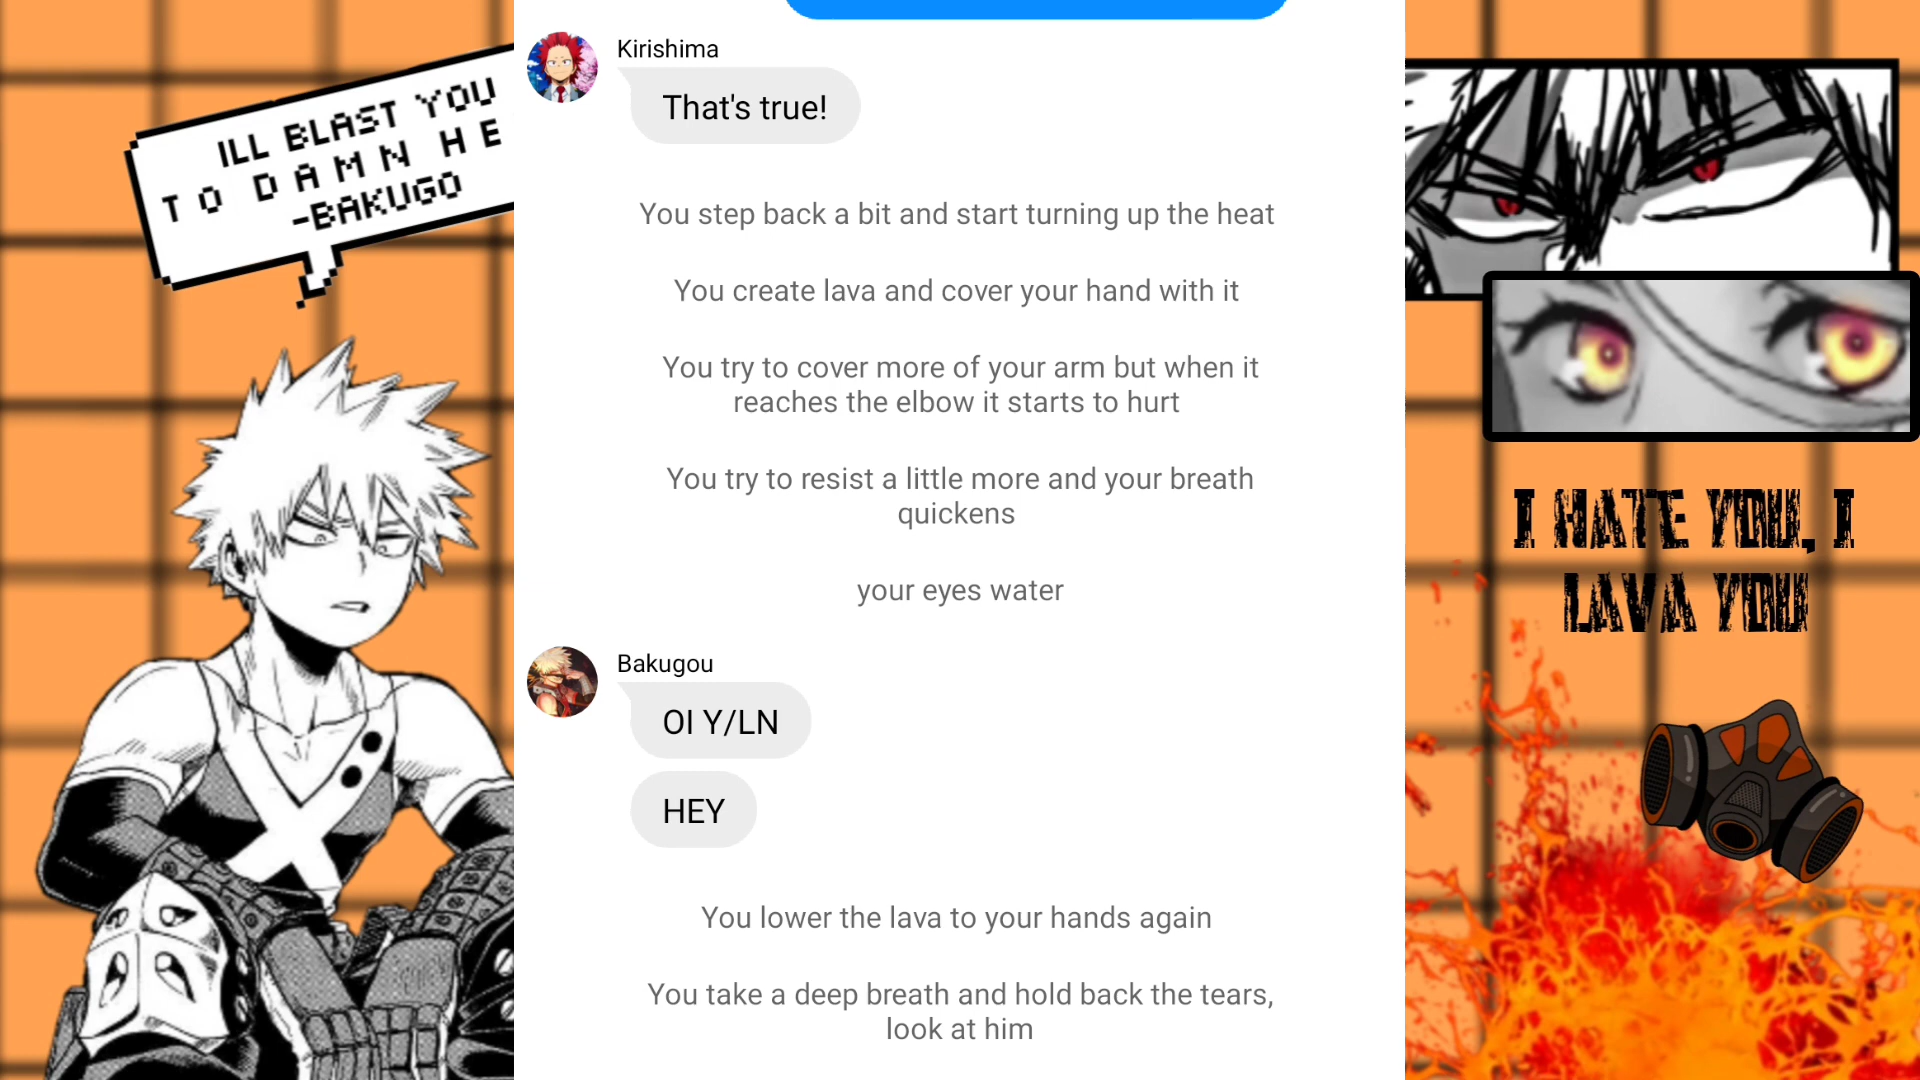 ILL BLAST YOU
TO DAMN HE
-BAKUGO
Kirishima
That's true!
You step back a bit and start turning up the heat
You create lava and cover your hand with it
You try to cover more of your arm but when it
reaches the elbow it starts to hurt
You try to resist a little more and your breath
quickens
your eyes water
Bakugou
OI Y/LN
HEY
You lower the lava to your hands again
You take a deep breath and hold back the tears,
look at him
I HATE YOU, I
LAVA YOU